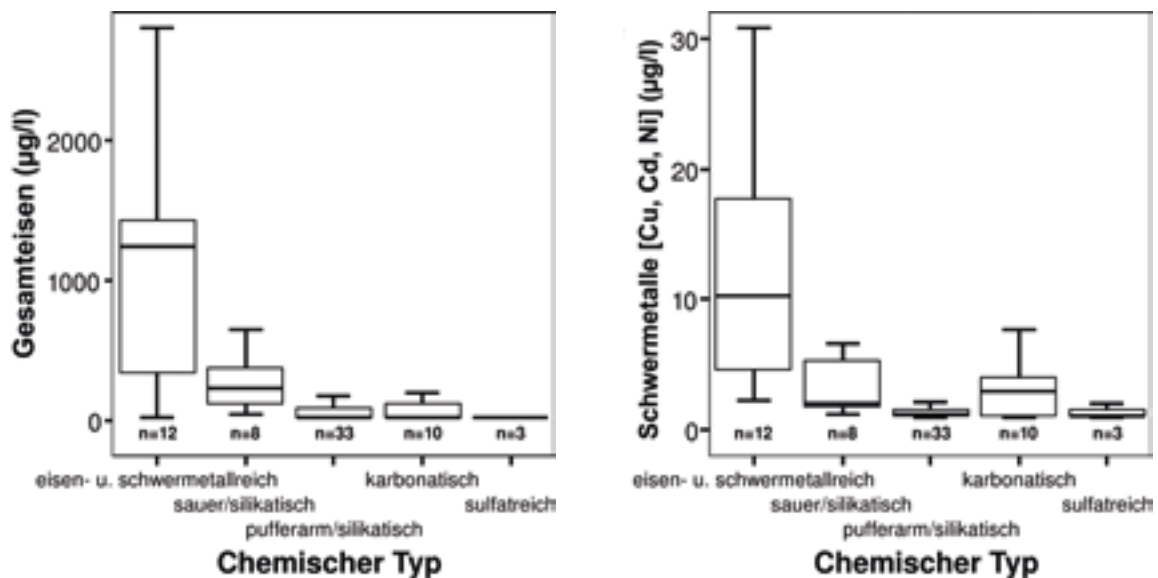 Gesamteisen (µg/l)
2000
1000
0
n=12 n=8 n=33 n=10 n=3
eisen- u. schwermetallreich karbonatisch
sauer/silikatisch sulfatreich
pufferarm/silikatisch
Chemischer Typ
Schwermetalle [Cu, Cd, Ni] (µg/l)
30
20
10
0
n=12 n=8 n=33 n=10 n=3
eisen- u. schwermetallreich karbonatisch
sauer/silikatisch sulfatreich
pufferarm/silikatisch
Chemischer Typ